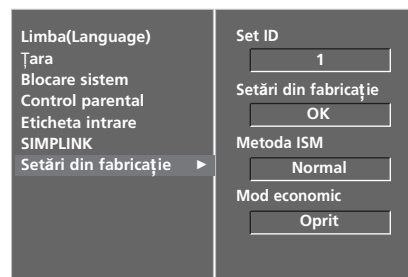 Limba(Language)
Țara
Blocare sistem
Control parental
Eticheta intrare
SIMPLINK
Setări din fabricație ►
Set ID
1
Setări din fabricație
OK
Metoda ISM
Normal
Mod economic
Oprit